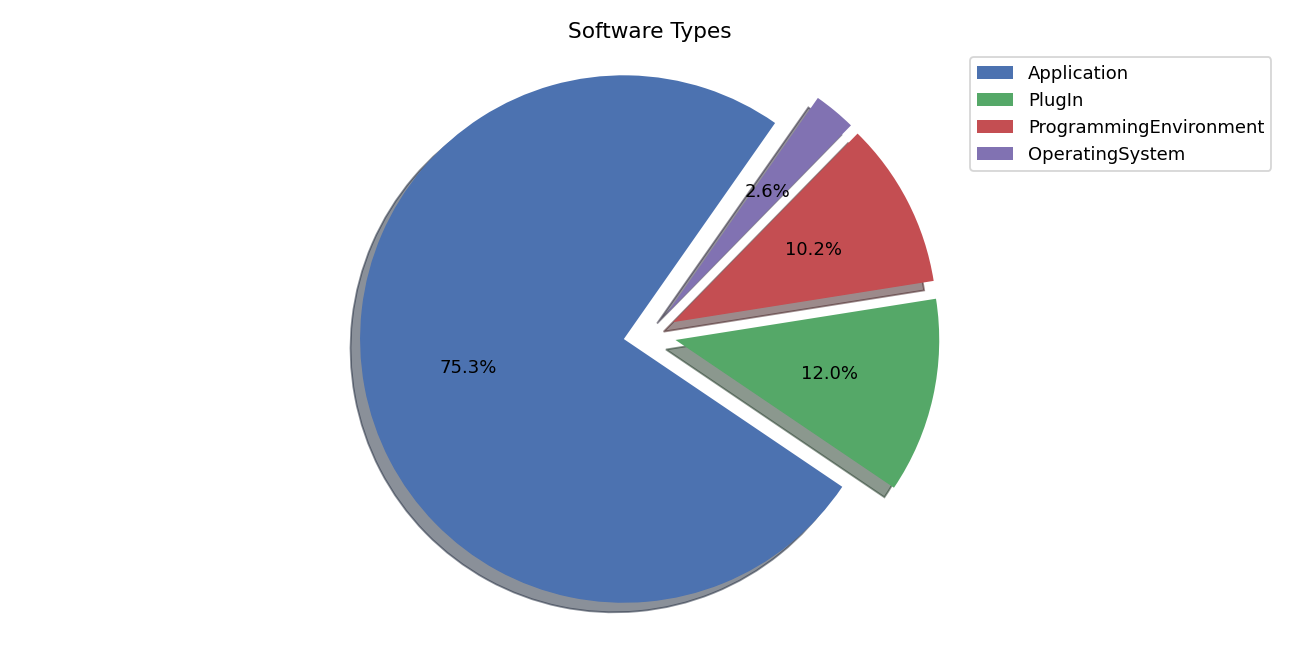 Software Types
Application
PlugIn
ProgrammingEnvironment
OperatingSystem
2.6%
10.2%
75.3%
12.0%